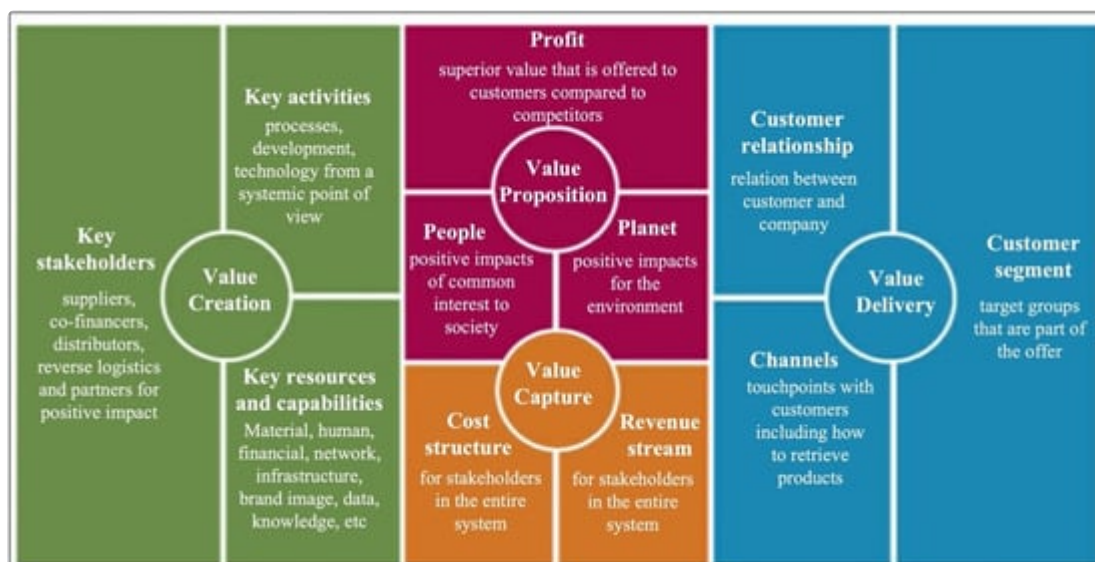 Key
stakeholders
suppliers,
co-financers,
distributors,
reverse logistics
and partners for
positive impact
Key activities
processes,
development,
technology from a
systemic point of
view
Value
Creation
Key resources
and capabilities
Material, human,
financial, network,
infrastructure,
brand image, data,
knowledge, etc
Profit
superior value that is offered to
customers compared to
competitors
Value
Proposition
People
positive impacts
of common
interest to
society
Planet
positive impacts
for the
environment
Value
Capture
Cost
structure
for stakeholders
in the entire
system
Revenue
stream
for stakeholders
in the entire
system
Customer
relationship
relation between
customer and
company
Value
Delivery
Channels
touchpoints with
customers
including how
to retrieve
products
Customer
segment
target groups
that are part of
the offer